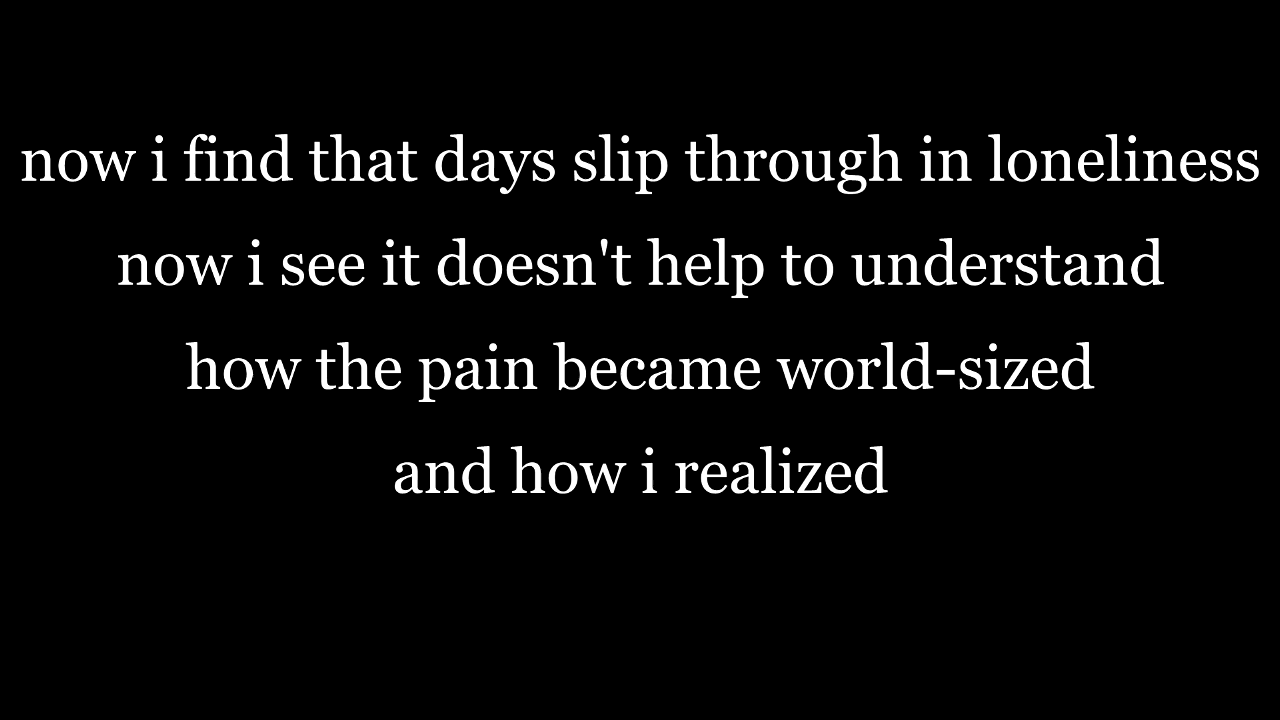 now i find that days slip through in loneliness
now i see it doesn't help to understand
how the pain became world-sized
and how i realized